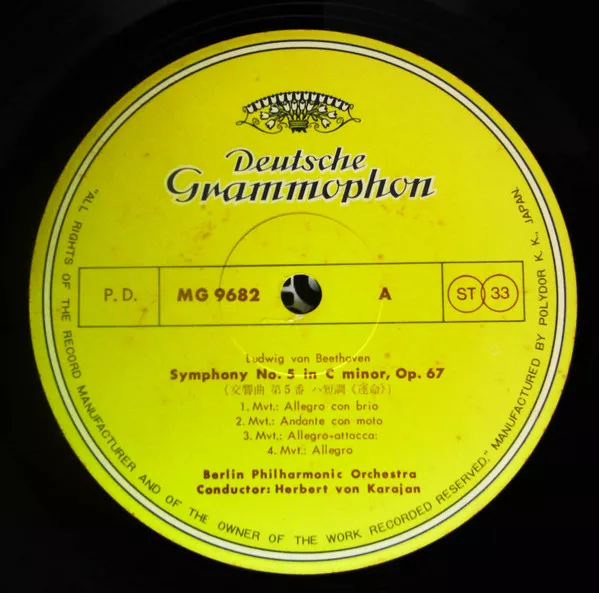 Deutsche
Grammophon
P.D.
MG 9682
A
ST 33
Ludwig van Beethoven
Symphony No. 5 in C minor, Op. 67
(交響曲 第5番 ハ短調《運命》)
1. Mvt.: Allegro con brio
2. Mvt.: Andante con moto
3. Mvt.: Allegro-attacca:
4. Mvt.: Allegro
Berlin Philharmonic Orchestra
Conductor: Herbert von Karajan
"ALL RIGHTS OF THE RECORD MANUFACTURER AND OF THE OWNER OF THE WORK RECORDED RESERVED." MANUFACTURED BY POLYDOR K. K., JAPAN.